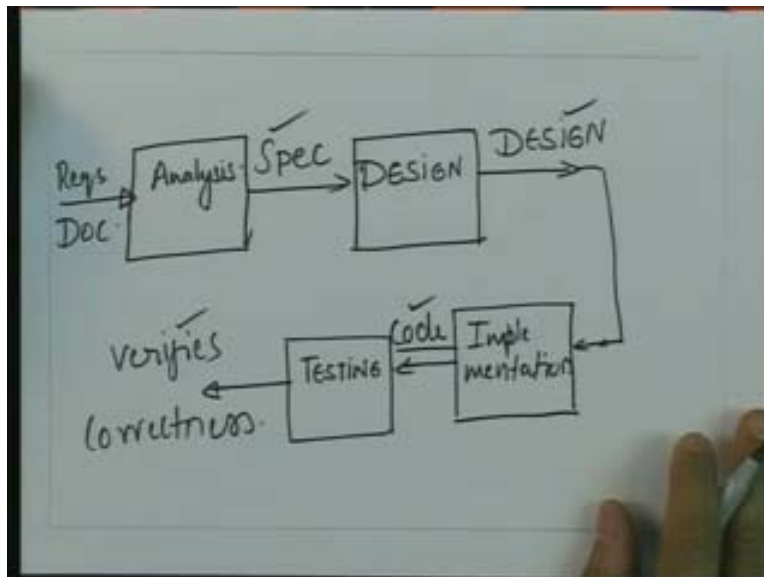 Reqs
Doc.
Analysis
Spec
DESIGN
DESIGN
Imple
mentation
Code
TESTING
verifies
Correctness.